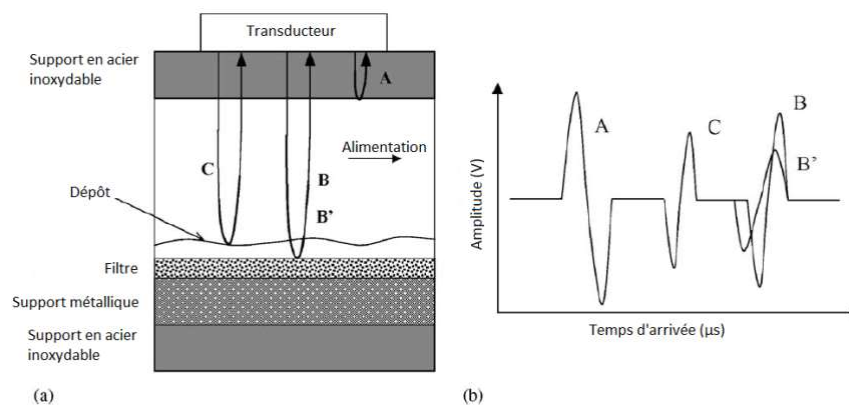 Transducteur
Support en acier
inoxydable
A
Alimentation
C
B
B'
Dépôt
Filtre
Support métallique
Support en acier
inoxydable
(a)
A
C
B
B'
Amplitude (V)
Temps d'arrivée (µs)
(b)